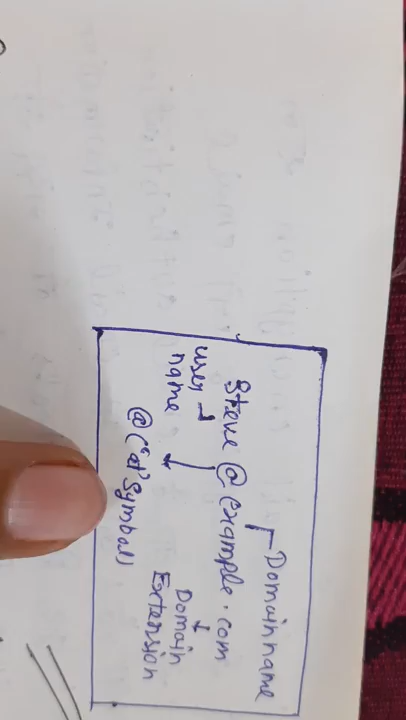 Domain name
Steve @ Example.com
user name
Domain Extension
@("at" Symbol)